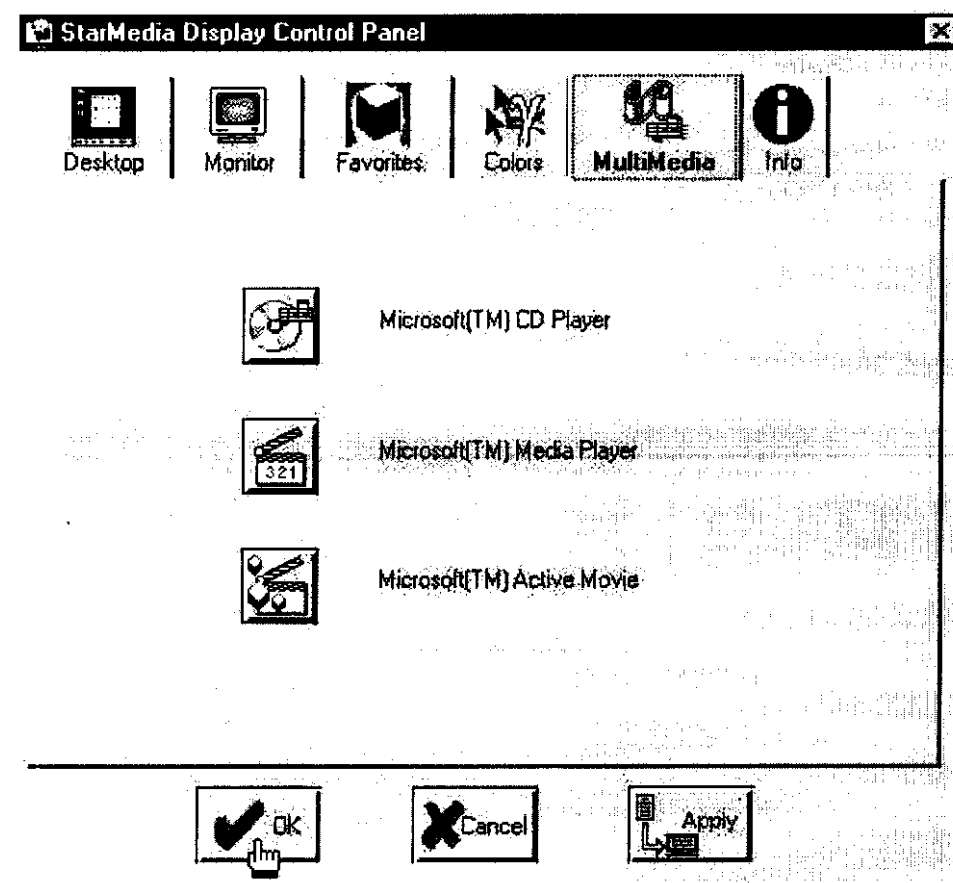 StarMedia Display Control Panel
Desktop Monitor Favorites Colors MultiMedia Info
Microsoft(TM) CD Player
321
Microsoft(TM) Media Player
Microsoft(TM) Active Movie
OK Cancel Apply